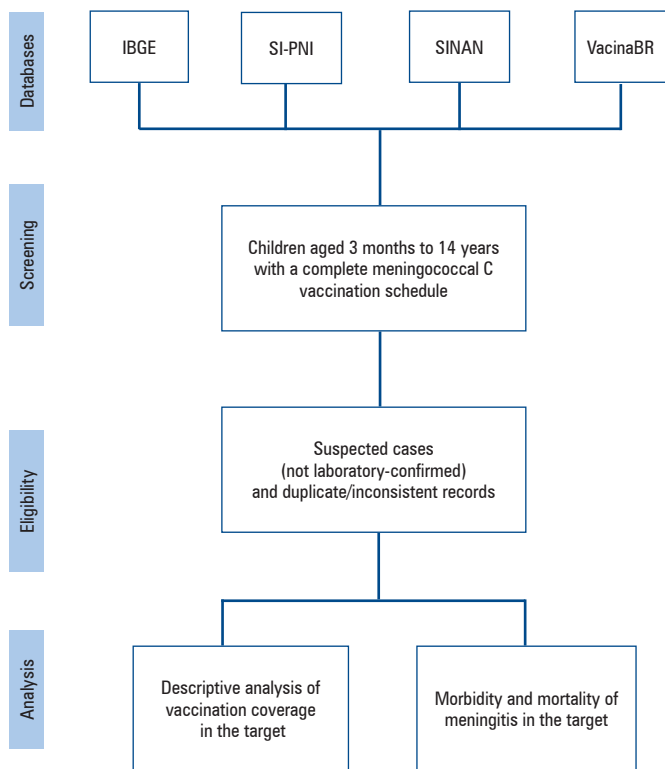 Databases
IBGE
SI-PNI
SINAN
VacinaBR
Screening
Children aged 3 months to 14 years
with a complete meningococcal C
vaccination schedule
Eligibility
Suspected cases
(not laboratory-confirmed)
and duplicate/inconsistent records
Analysis
Descriptive analysis of
vaccination coverage
in the target
Morbidity and mortality of
meningitis in the target